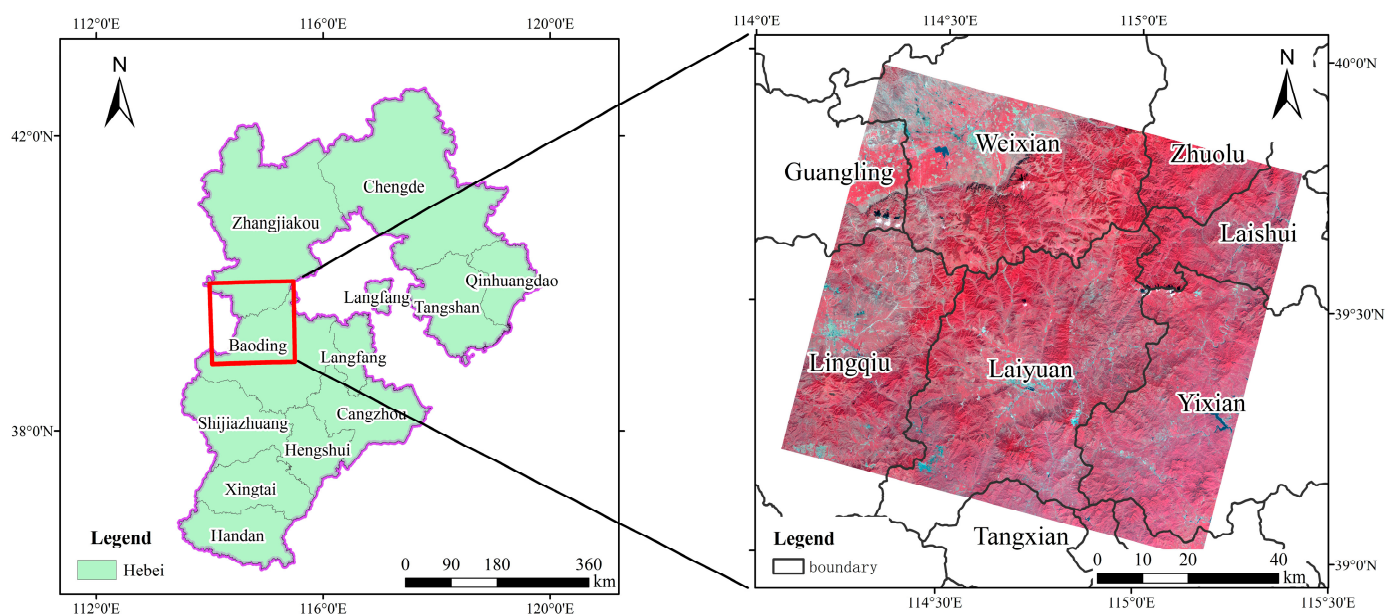 112°0'E 116°0'E 120°0'E
N
42°0'N
Chengde
Zhangjiakou
Qinhuangdao
Langfang
Tangshan
Baoding
Langfang
Cangzhou
Shijiazhuang
38°0'N
Hengshui
Xingtai
Handan
Legend
Hebei
0 90 180 360
km
112°0'E 116°0'E 120°0'E
114°0'E 114°30'E 115°0'E
40°0'N
N
Weixian
Zhuolu
Guangling
Laishui
39°30'N
Lingqiu
Laiyuan
Yixian
Tangxian
Legend
boundary
0 10 20 40
km
39°0'N
114°30'E 115°0'E 115°30'E